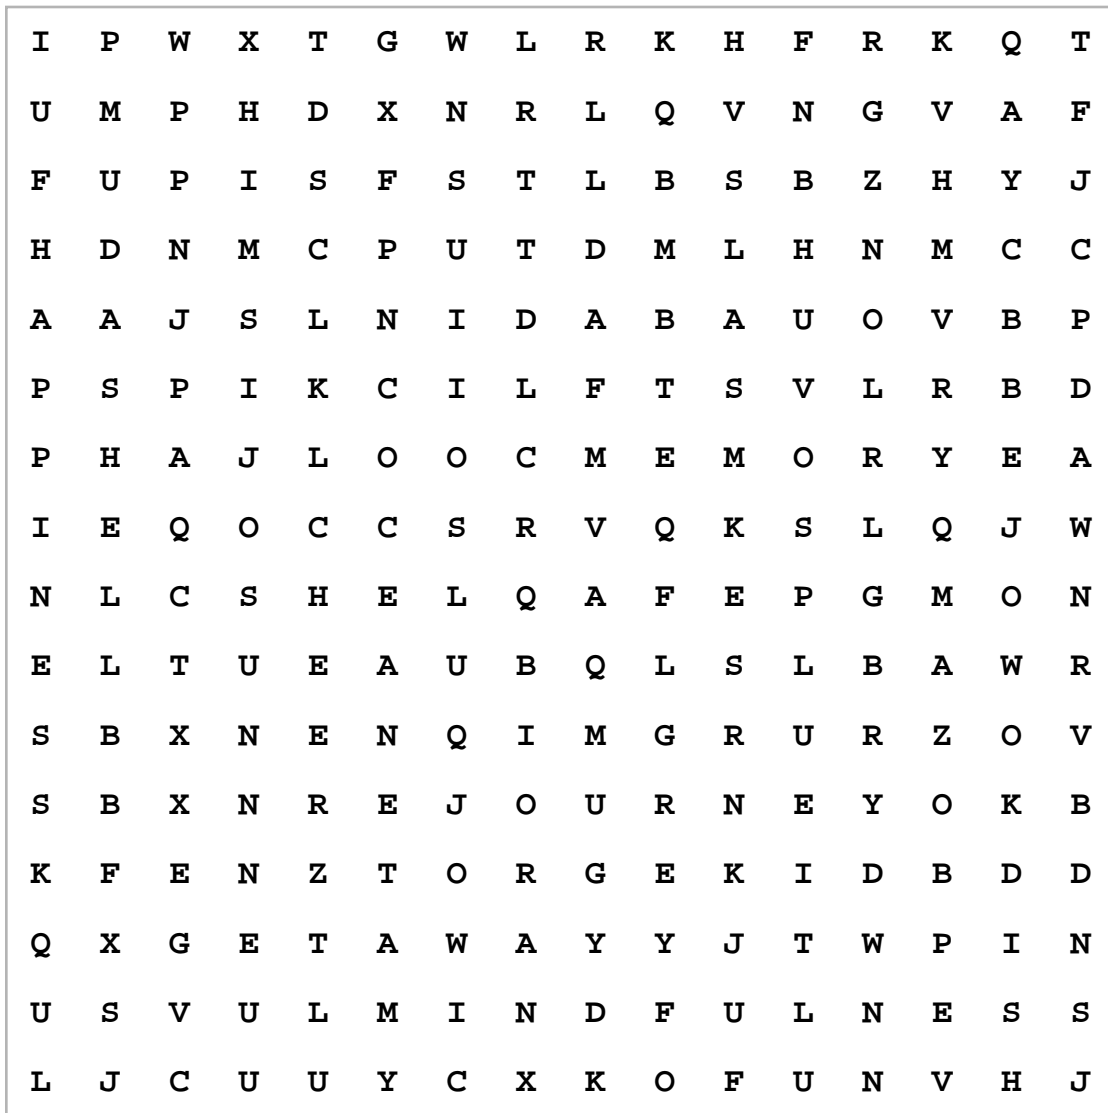 I P W X T G W L R K H F R K Q T
U M P H D X N R L Q V N G V A F
F U P I S F S T L B S B Z H Y J
H D N M C P U T D M L H N M C C
A A J S L N I D A B A U O V B P
P S P I K C I L F T S V L R B D
P H A J L O O C M E M O R Y E A
I E Q O C C S R V Q K S L Q J W
N L C S H E L Q A F E P G M O N
E L T U E A U B Q L S L B A W R
S B X N E N Q I M G R U R Z O V
S B X N R E J O U R N E Y O K B
K F E N Z T O R G E K I D B D D
Q X G E T A W A Y Y J T W P I N
U S V U L M I N D F U L N E S S
L J C U U Y C X K O F U N V H J